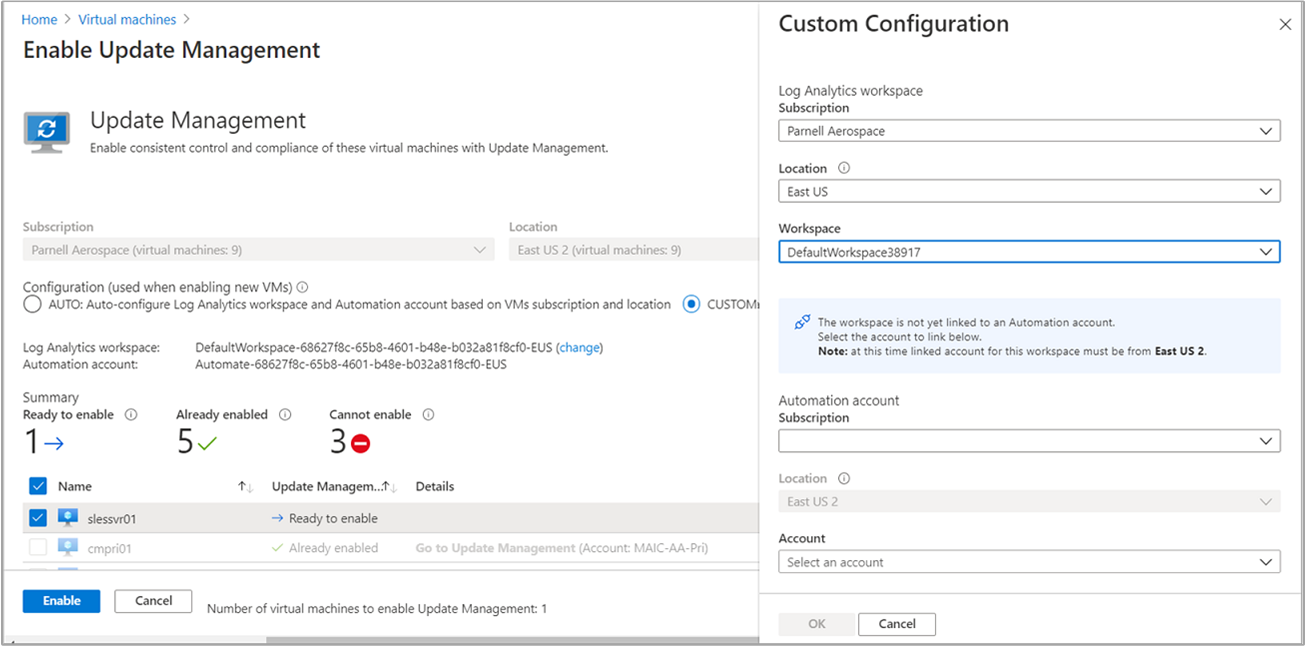 Home > Virtual machines >
Enable Update Management
Update Management
Enable consistent control and compliance of these virtual machines with Update Management.
Subscription
Parnell Aerospace (virtual machines: 9)
Location
East US 2 (virtual machines: 9)
Configuration (used when enabling new VMs)
AUTO: Auto-configure Log Analytics workspace and Automation account based on VMs subscription and location
Log Analytics workspace: DefaultWorkspace-68627f8c-65b8-4601-b48e-b032a81f8cf0-EUS (change)
Automation account: Automate-68627f8c-65b8-4601-b48e-b032a81f8cf0-EUS
Summary
Ready to enable Already enabled Cannot enable
1 5 3
Name Update Managem... Details
slessvr01 Ready to enable
cmpri01 Already enabled Go to Update Management (Account: MAIC-AA-Pri)
Enable Cancel Number of virtual machines to enable Update Management: 1
Custom Configuration
Log Analytics workspace
Subscription
Parnell Aerospace
Location
East US
Workspace
DefaultWorkspace38917
The workspace is not yet linked to an Automation account.
Select the account to link below.
Note: at this time linked account for this workspace must be from East US 2.
Automation account
Subscription
Location
East US 2
Account
Select an account
OK Cancel